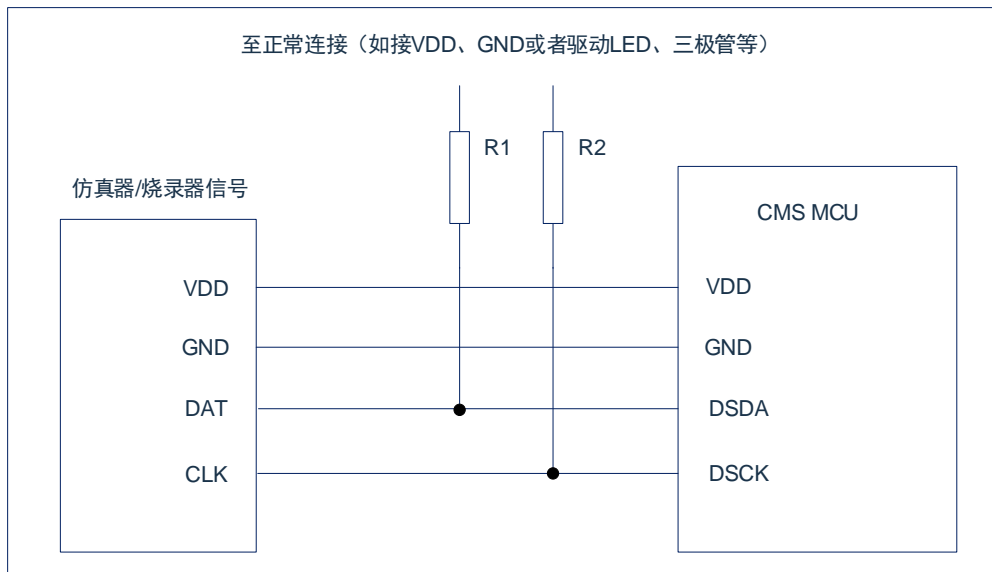 至正常连接（如接VDD、GND或者驱动LED、三极管等）
R1
R2
仿真器/烧录器信号
CMS MCU
VDD
VDD
GND
GND
DAT
DSDA
CLK
DSCK